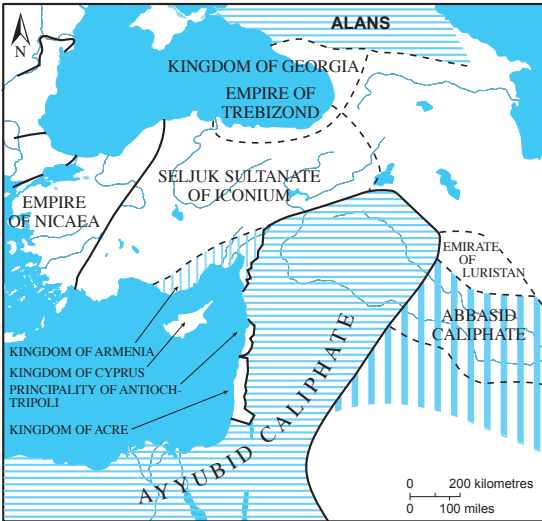 N
ALANS
KINGDOM OF GEORGIA
EMPIRE OF
TREBIZOND
SELJUK SULTANATE
OF ICONIUM
EMPIRE
OF NICAEA
EMIRATE
OF
LURISTAN
ABBASID
CALIPHATE
KINGDOM OF ARMENIA
KINGDOM OF CYPRUS
PRINCIPALITY OF ANTIOCH-
TRIPOLI
KINGDOM OF ACRE
AYYUBID CALIPHATE
0 200 kilometres
0 100 miles